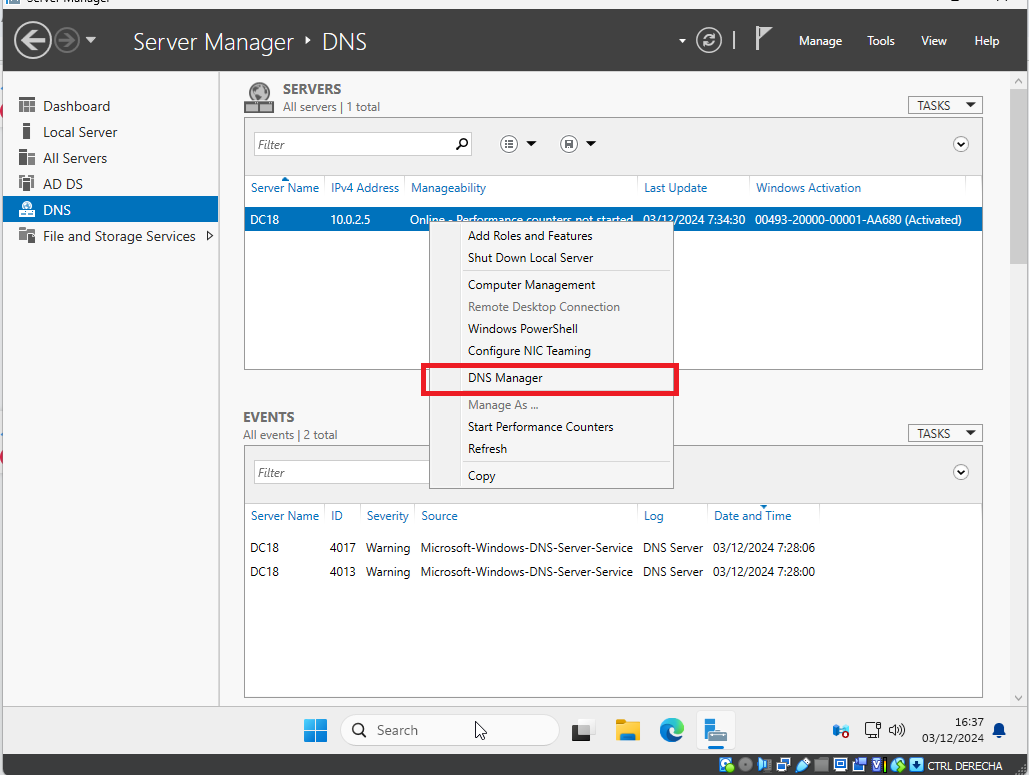 Server Manager
Server Manager ‣ DNS
Manage Tools View Help
Dashboard
Local Server
All Servers
AD DS
DNS
File and Storage Services
SERVERS
All servers | 1 total
TASKS
Filter
Server Name IPv4 Address Manageability Last Update Windows Activation
DC18 10.0.2.5 Online - Performance counters not started 03/12/2024 7:34:30 00493-20000-00001-AA680 (Activated)
Add Roles and Features
Shut Down Local Server
Computer Management
Remote Desktop Connection
Windows PowerShell
Configure NIC Teaming
DNS Manager
Manage As ...
Start Performance Counters
Refresh
Copy
EVENTS
All events | 2 total
TASKS
Filter
Server Name ID Severity Source Log Date and Time
DC18 4017 Warning Microsoft-Windows-DNS-Server-Service DNS Server 03/12/2024 7:28:06
DC18 4013 Warning Microsoft-Windows-DNS-Server-Service DNS Server 03/12/2024 7:28:00
Search
16:37
03/12/2024
CTRL DERECHA